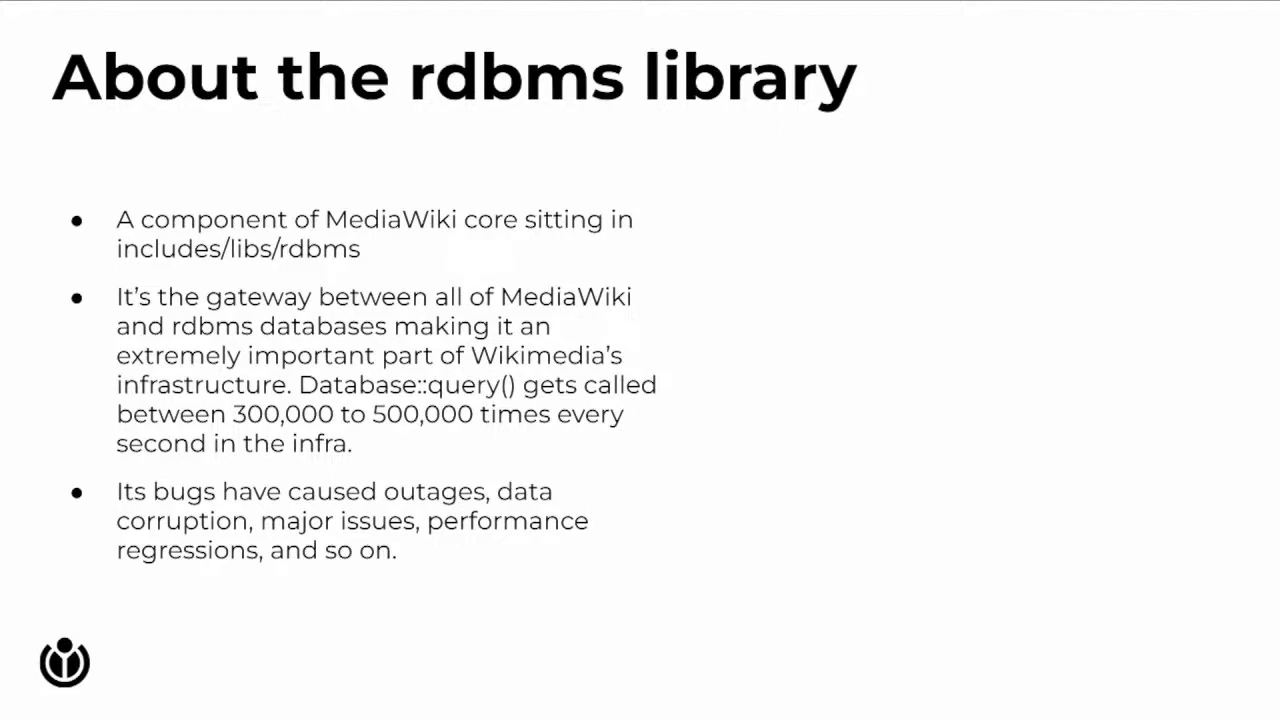 About the rdbms library
● A component of MediaWiki core sitting in
includes/libs/rdbms
● It’s the gateway between all of MediaWiki
and rdbms databases making it an
extremely important part of Wikimedia’s
infrastructure. Database::query() gets called
between 300,000 to 500,000 times every
second in the infra.
● Its bugs have caused outages, data
corruption, major issues, performance
regressions, and so on.